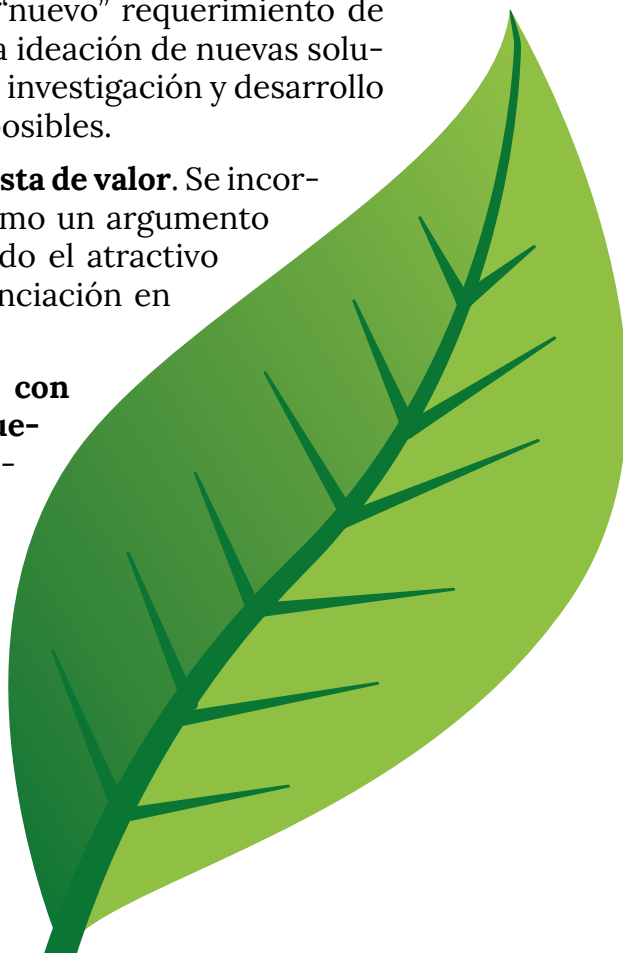 “nuevo” requerimiento de
a ideación de nuevas solu-
investigación y desarrollo
posibles.
sta de valor. Se incor-
mo un argumento
do el atractivo
nciación en
con
ue-
-